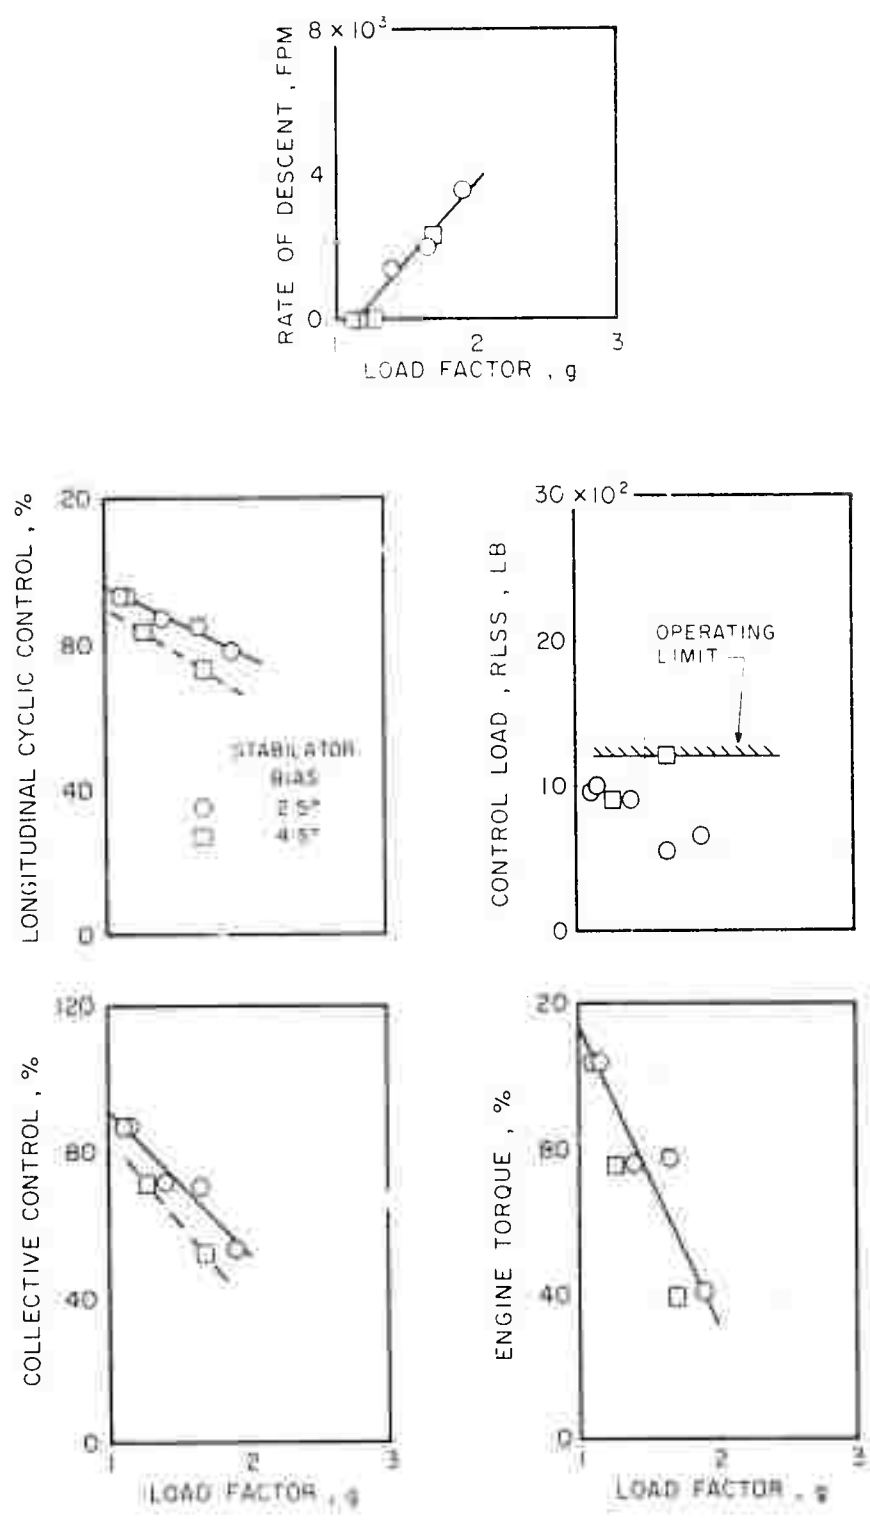 RATE OF DESCENT, FPM
8 × 10³
4
0
1 2 3
LOAD FACTOR, g
LONGITUDINAL CYCLIC CONTROL, %
20
80
40
0
STABILATOR
BIAS
CONTROL LOAD, RLSS, LB
30 × 10²
20
10
0
OPERATING
LIMIT
COLLECTIVE CONTROL, %
120
80
40
0
1 2 3
LOAD FACTOR, g
ENGINE TORQUE, %
20
80
40
0
1 2 3
LOAD FACTOR, g